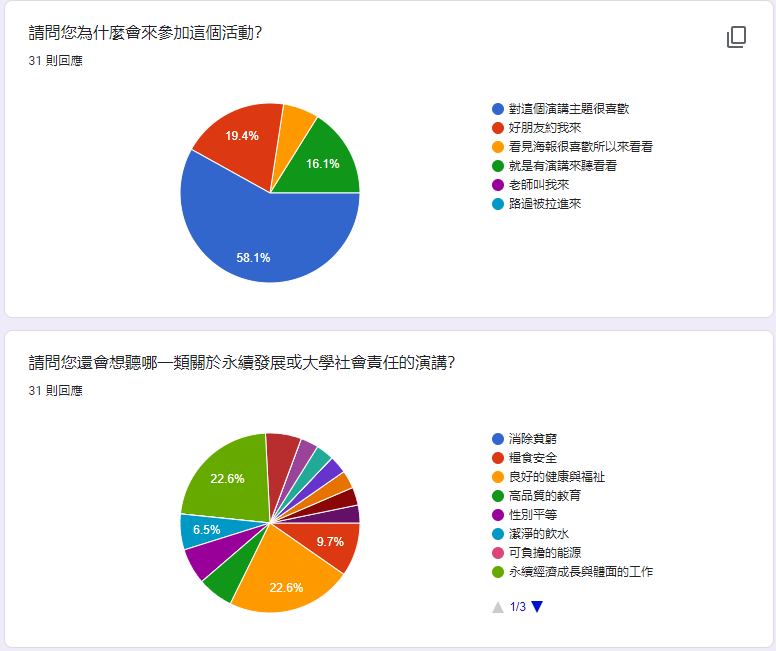 請問您為什麼會來參加這個活動?
31 則回應
對這個演講主題很喜歡
好朋友約我來
看見海報很喜歡所以來看看
就是有演講來聽看看
老師叫我來
路過被拉進來
19.4%
16.1%
58.1%
請問您還會想聽哪一類關於永續發展或大學社會責任的演講?
31 則回應
消除貧窮
糧食安全
良好的健康與福祉
高品質的教育
性別平等
潔淨的飲水
可負擔的能源
永續經濟成長與體面的工作
1/3
22.6%
6.5%
9.7%
22.6%